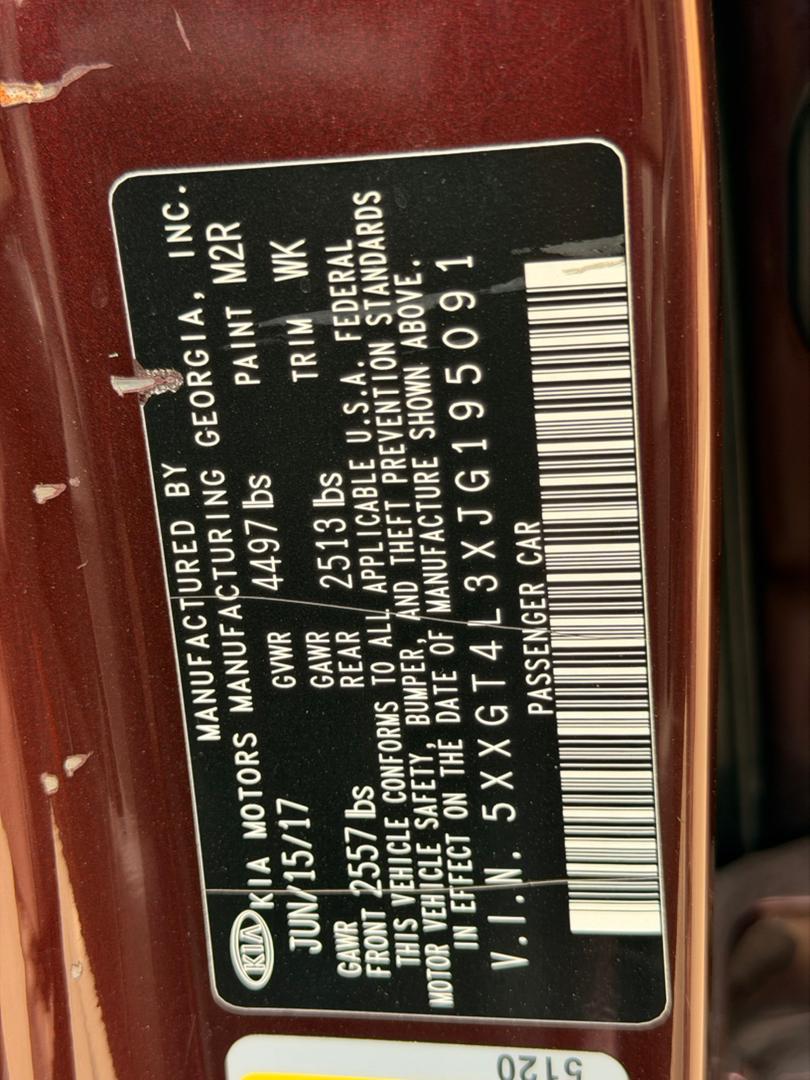 MANUFACTURED BY
KIA KIA MOTORS MANUFACTURING GEORGIA, INC.
JUN/15/17 GVWR 4497 lbs PAINT M2R
GAWR FRONT 2557 lbs GAWR REAR 2513 lbs TRIM WK
THIS VEHICLE CONFORMS TO ALL APPLICABLE U.S.A. FEDERAL
MOTOR VEHICLE SAFETY, BUMPER, AND THEFT PREVENTION STANDARDS
IN EFFECT ON THE DATE OF MANUFACTURE SHOWN ABOVE.
V.I.N. 5XXGT4L3XJG195091
PASSENGER CAR
5120